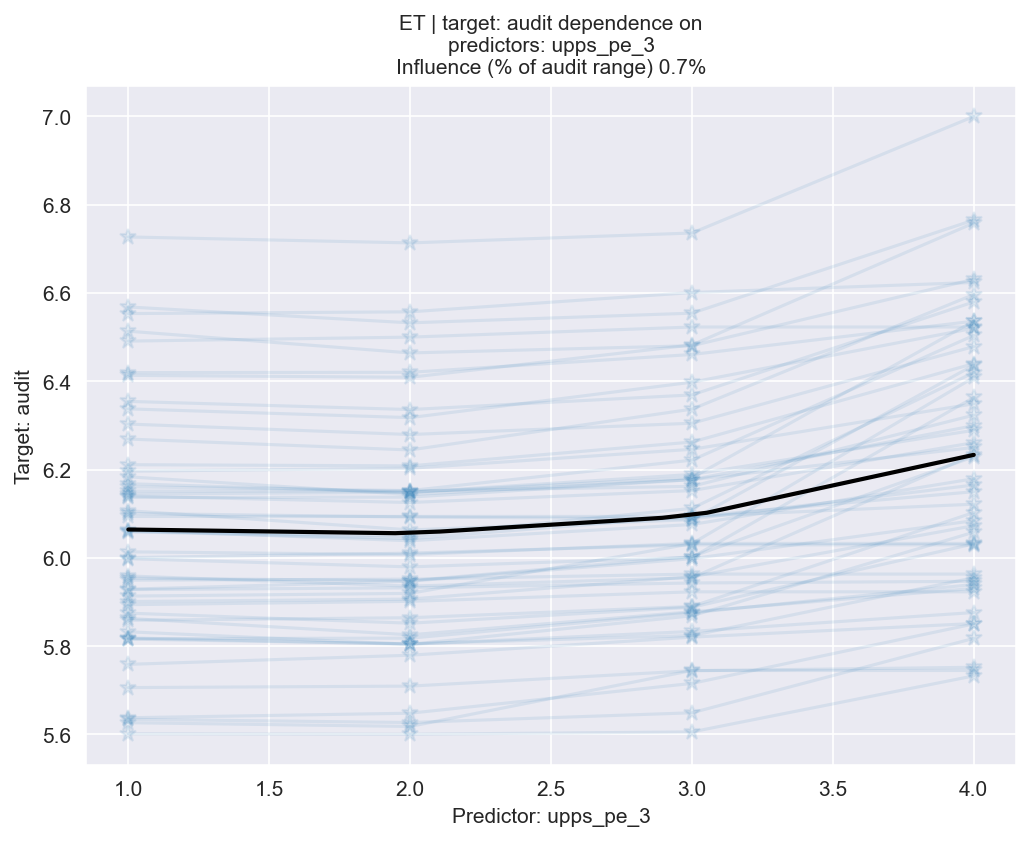 ET | target: audit dependence on
predictors: upps_pe_3
Influence (% of audit range) 0.7%
7.0
6.8
6.6
6.4
6.2
6.0
5.8
5.6
Target: audit
1.0 1.5 2.0 2.5 3.0 3.5 4.0
Predictor: upps_pe_3